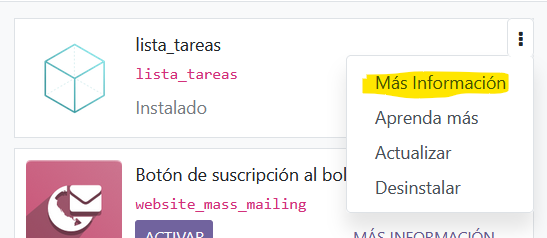 lista_tareas
lista_tareas
Instalado
Más Información
Aprenda más
Actualizar
Desinstalar
Botón de suscripción al bol
website_mass_mailing
ACTIVAR
MÁS INFORMACIÓN